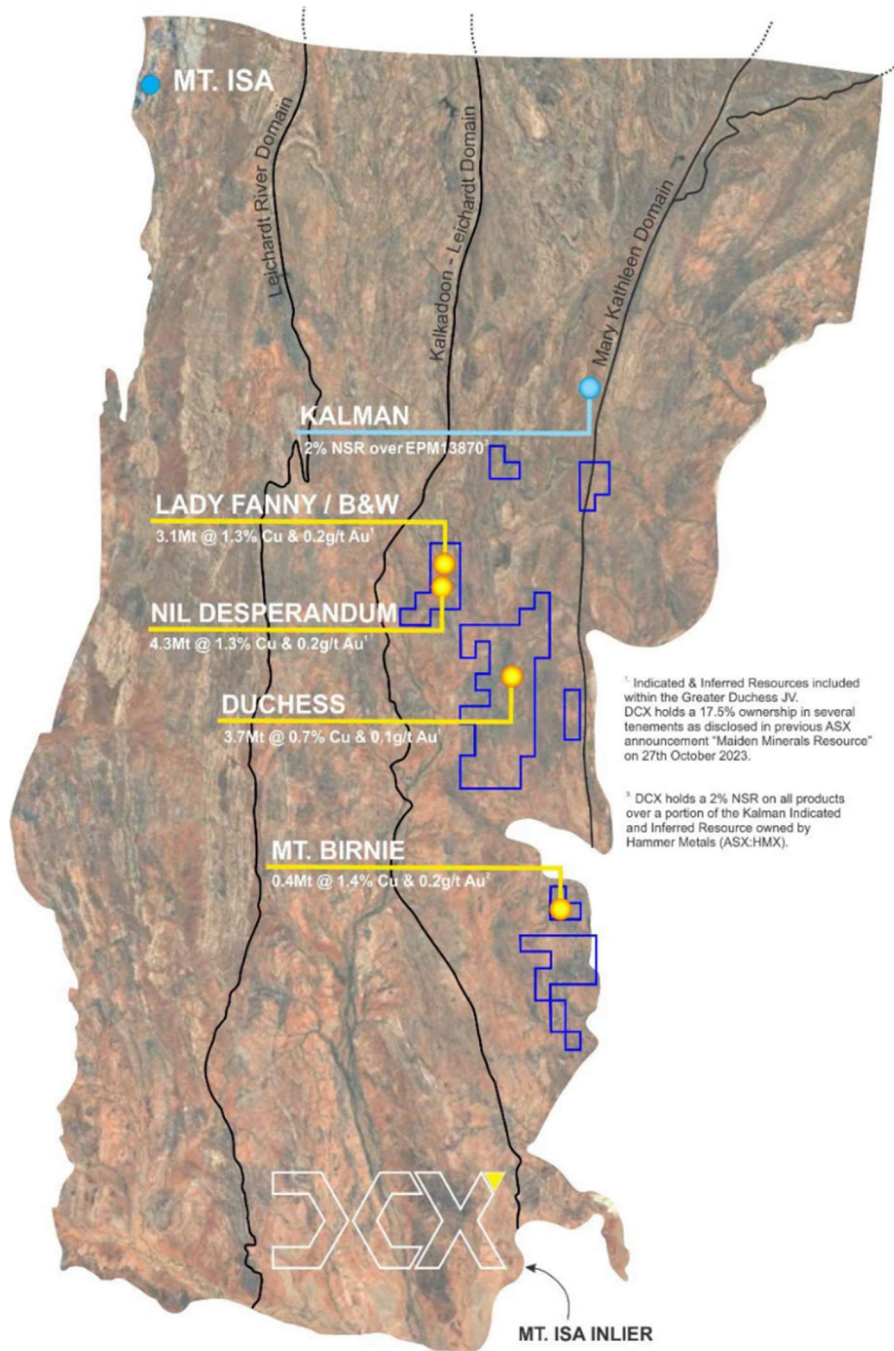 MT. ISA
Leichardt River Domain
Kalkadoon - Leichardt Domain
Mary Kathleen Domain
KALMAN
2% NSR over EPM13870³
LADY FANNY / B&W
3.1Mt @ 1.3% Cu & 0.2g/t Au¹
NIL DESPERANDUM
4.3Mt @ 1.3% Cu & 0.2g/t Au¹
DUCHESS
3.7Mt @ 0.7% Cu & 0.1g/t Au¹
¹ Indicated & Inferred Resources included
within the Greater Duchess JV.
DCX holds a 17.5% ownership in several
tenements as disclosed in previous ASX
announcement “Maiden Minerals Resource”
on 27th October 2023.
³ DCX holds a 2% NSR on all products
over a portion of the Kalman Indicated
and Inferred Resource owned by
Hammer Metals (ASX:HMX).
MT. BIRNIE
0.4Mt @ 1.4% Cu & 0.2g/t Au²
DCX
MT. ISA INLIER